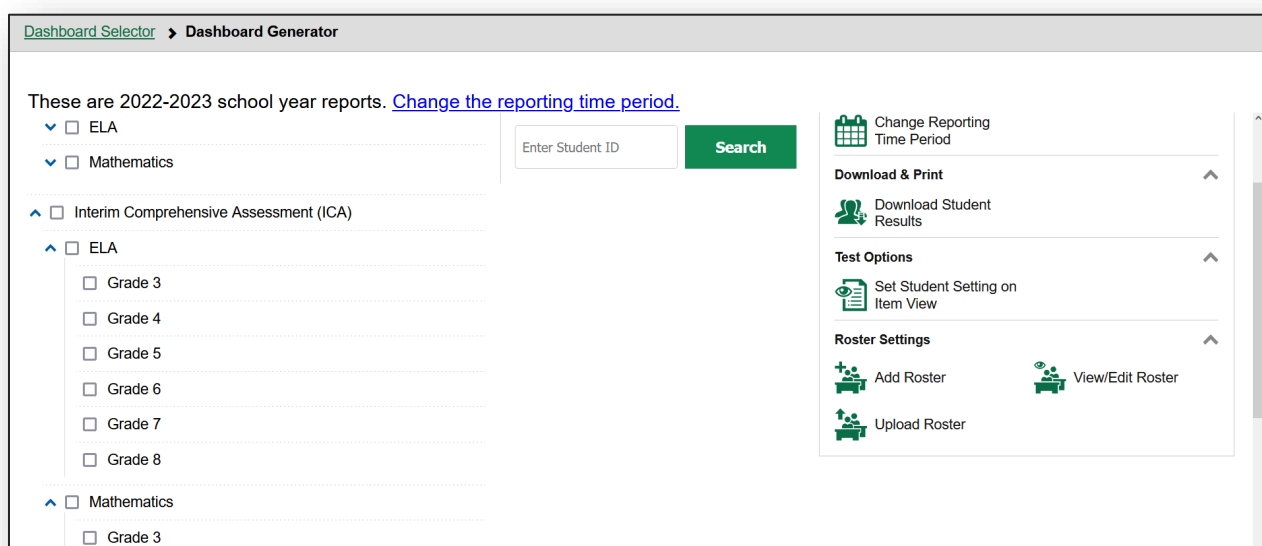 Dashboard Selector > Dashboard Generator
These are 2022-2023 school year reports. Change the reporting time period.
ELA
Mathematics
Interim Comprehensive Assessment (ICA)
ELA
Grade 3
Grade 4
Grade 5
Grade 6
Grade 7
Grade 8
Mathematics
Grade 3
Enter Student ID
Search
Change Reporting
Time Period
Download & Print
Download Student
Results
Test Options
Set Student Setting on
Item View
Roster Settings
Add Roster
View/Edit Roster
Upload Roster